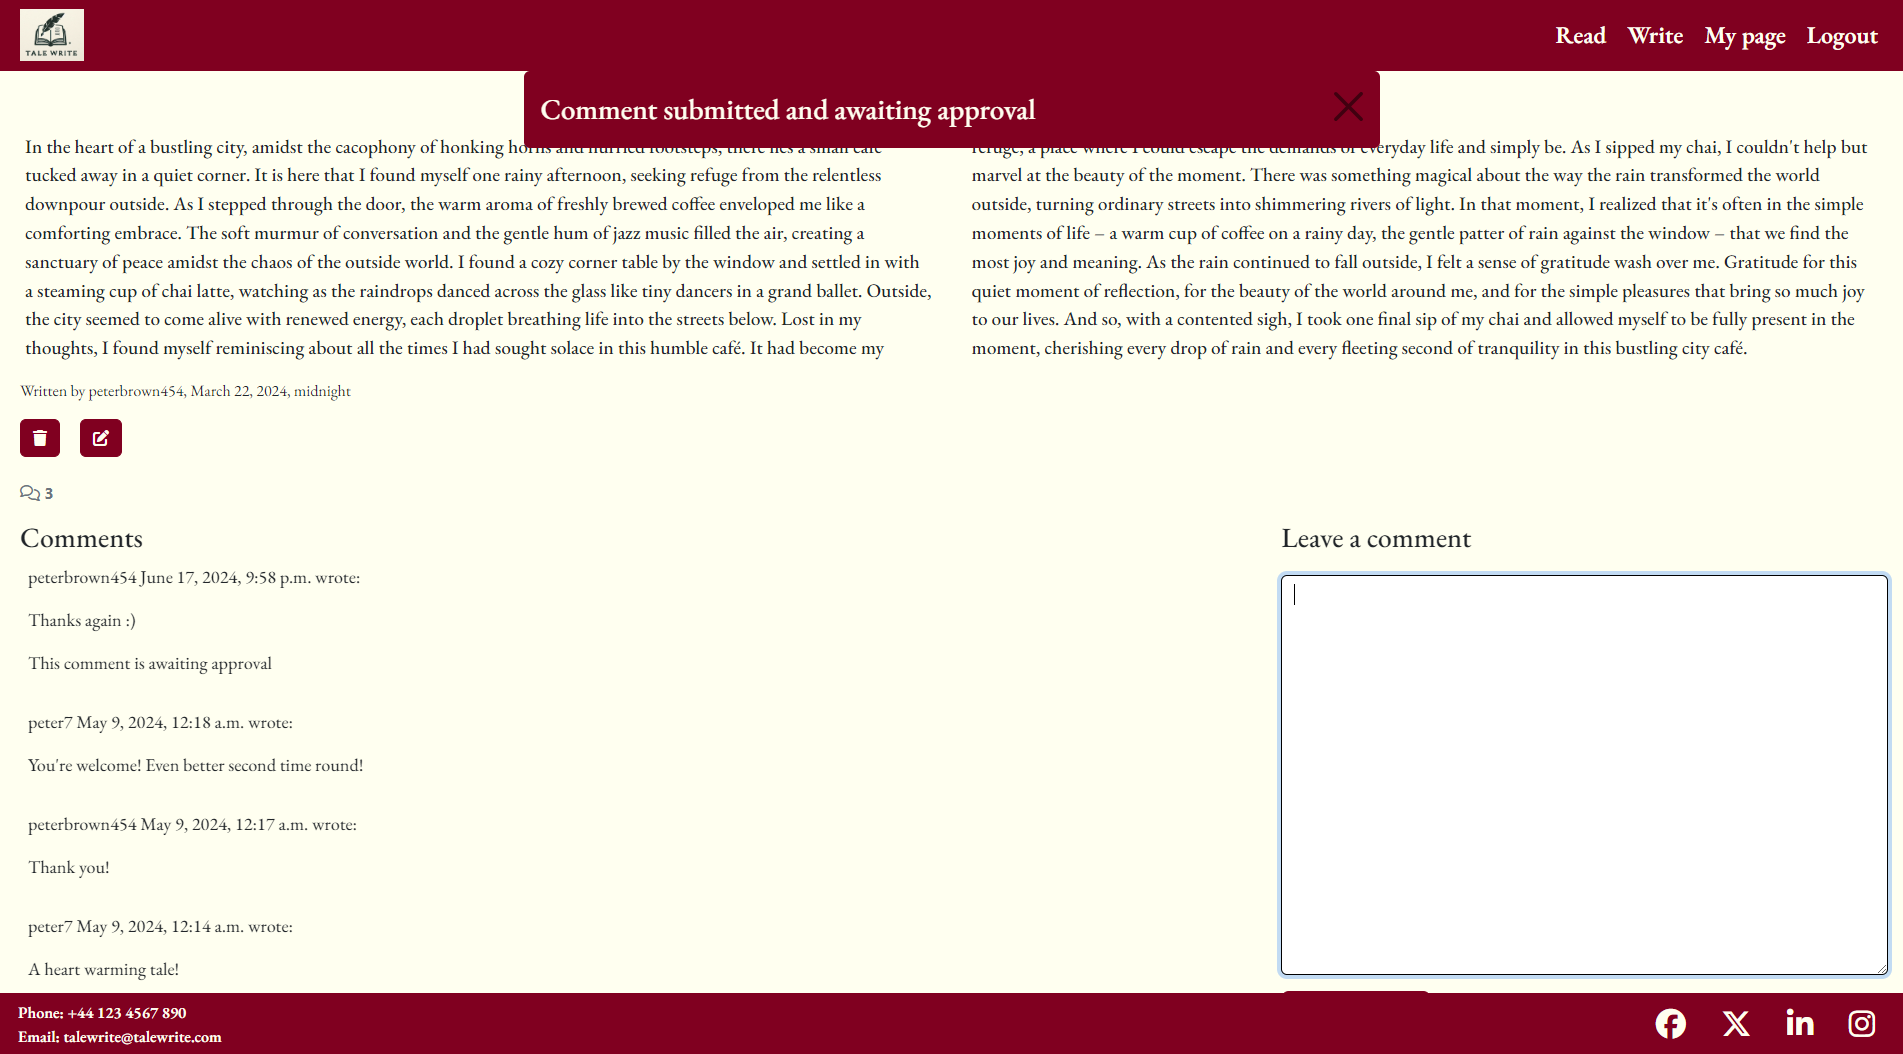 TALE WRITE
Read Write My page Logout
Comment submitted and awaiting approval
In the heart of a bustling city, amidst the cacophony of honking horns and hurried footsteps, there lies a small café
tucked away in a quiet corner. It is here that I found myself one rainy afternoon, seeking refuge from the relentless
downpour outside. As I stepped through the door, the warm aroma of freshly brewed coffee enveloped me like a
comforting embrace. The soft murmur of conversation and the gentle hum of jazz music filled the air, creating a
sanctuary of peace amidst the chaos of the outside world. I found a cozy corner table by the window and settled in with
a steaming cup of chai latte, watching as the raindrops danced across the glass like tiny dancers in a grand ballet. Outside,
the city seemed to come alive with renewed energy, each droplet breathing life into the streets below. Lost in my
thoughts, I found myself reminiscing about all the times I had sought solace in this humble café. It had become my
refuge, a place where I could escape the demands of everyday life and simply be. As I sipped my chai, I couldn't help but
marvel at the beauty of the moment. There was something magical about the way the rain transformed the world
outside, turning ordinary streets into shimmering rivers of light. In that moment, I realized that it's often in the simple
moments of life – a warm cup of coffee on a rainy day, the gentle patter of rain against the window – that we find the
most joy and meaning. As the rain continued to fall outside, I felt a sense of gratitude wash over me. Gratitude for this
quiet moment of reflection, for the beauty of the world around me, and for the simple pleasures that bring so much joy
to our lives. And so, with a contented sigh, I took one final sip of my chai and allowed myself to be fully present in the
moment, cherishing every drop of rain and every fleeting second of tranquility in this bustling city café.
Written by peterbrown454, March 22, 2024, midnight
3
Comments
peterbrown454 June 17, 2024, 9:58 p.m. wrote:
Thanks again :)
This comment is awaiting approval
peter7 May 9, 2024, 12:18 a.m. wrote:
You're welcome! Even better second time round!
peterbrown454 May 9, 2024, 12:17 a.m. wrote:
Thank you!
peter7 May 9, 2024, 12:14 a.m. wrote:
A heart warming tale!
Leave a comment
Phone: +44 123 4567 890
Email: talewrite@talewrite.com